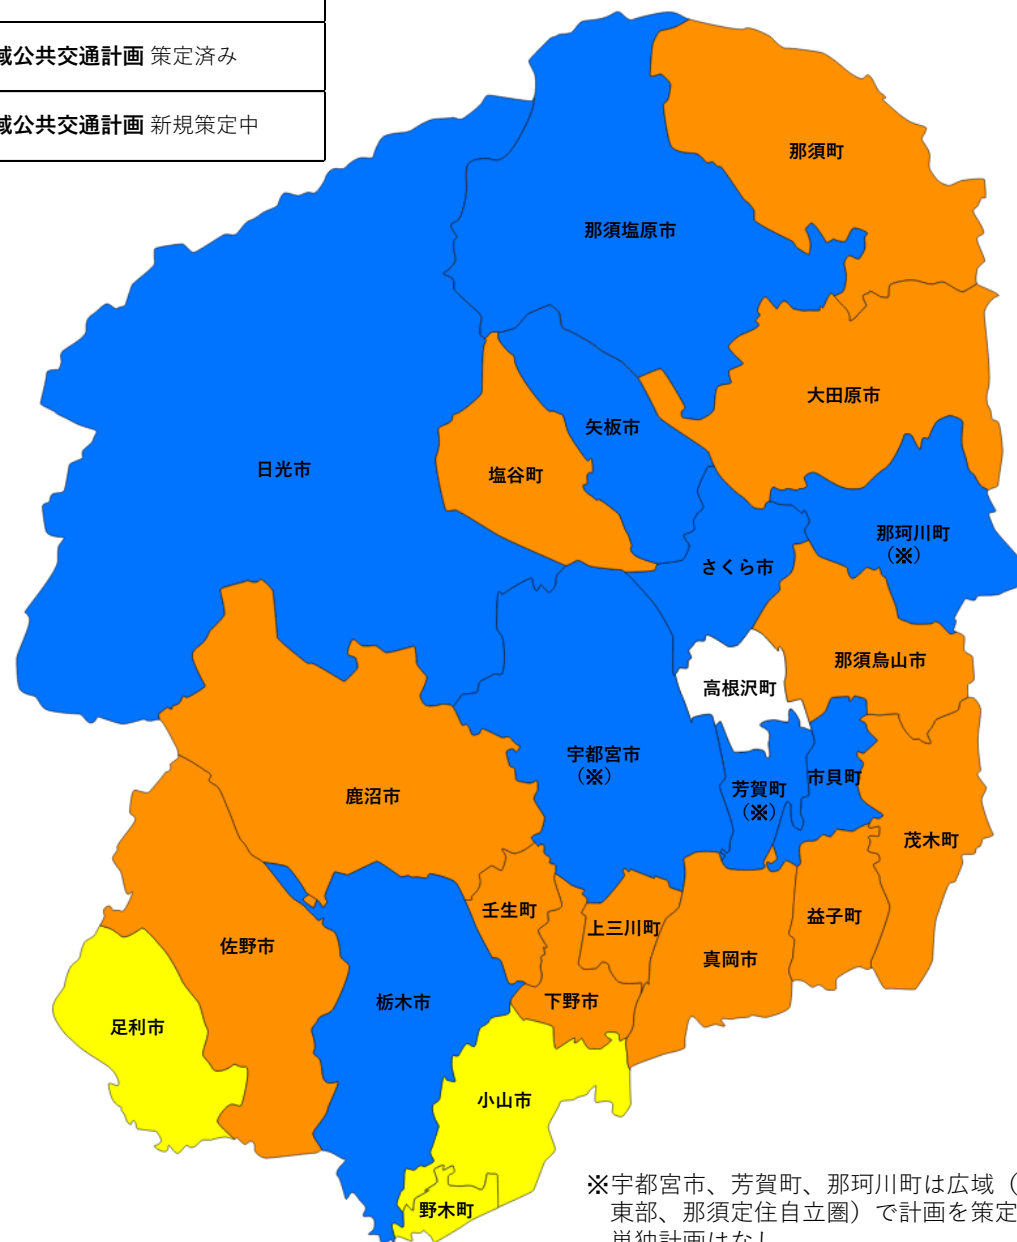 域公共交通計画 策定済み
域公共交通計画 新規策定中
那須町
那須塩原市
大田原市
矢板市
日光市
塩谷町
那珂川町
（※）
さくら市
那須烏山市
高根沢町
宇都宮市
（※）
市貝町
芳賀町
（※）
鹿沼市
茂木町
壬生町
益子町
上三川町
佐野市
真岡市
栃木市
下野市
足利市
小山市
野木町
※宇都宮市、芳賀町、那珂川町は広域（
東部、那須定住自立圏）で計画を策定
単独計画はなし